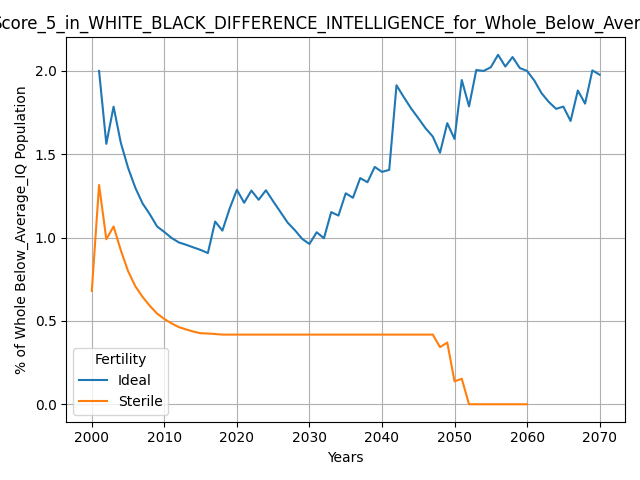 Score_5_in_WHITE_BLACK_DIFFERENCE_INTELLIGENCE_for_Whole_Below_Aver
% of Whole Below_Average_IQ Population
2.0
1.5
1.0
0.5
0.0
Fertility
Ideal
Sterile
2000 2010 2020 2030 2040 2050 2060 2070
Years